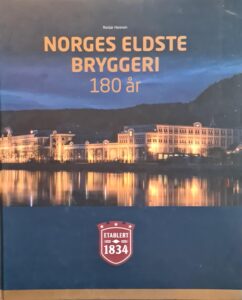 NORGES ELDSTE
BRYGGERI
180 år
ETABLERT
1834